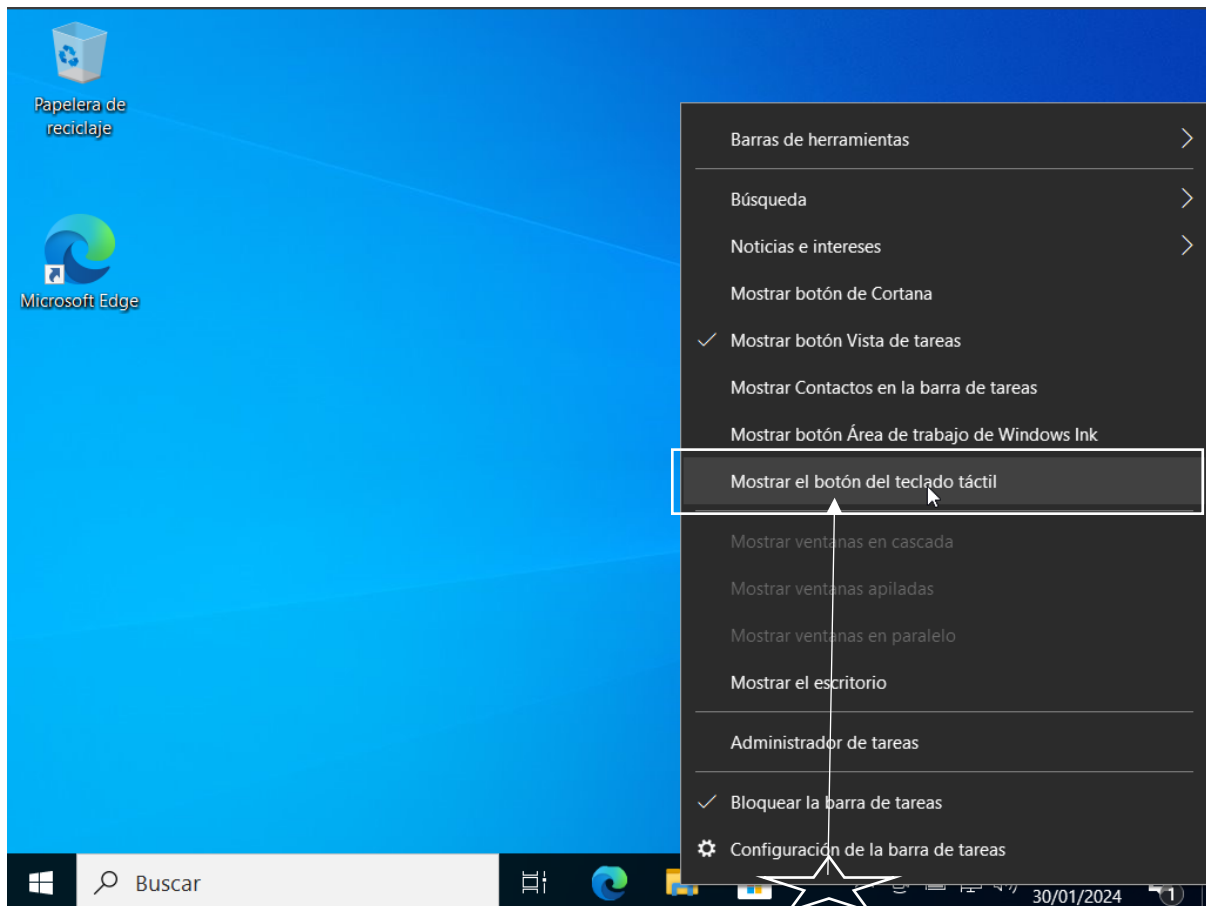 Papelera de
reciclaje
Microsoft Edge
Barras de herramientas
Búsqueda
Noticias e intereses
Mostrar botón de Cortana
Mostrar botón Vista de tareas
Mostrar Contactos en la barra de tareas
Mostrar botón Área de trabajo de Windows Ink
Mostrar el botón del teclado táctil
Mostrar ventanas en cascada
Mostrar ventanas apiladas
Mostrar ventanas en paralelo
Mostrar el escritorio
Administrador de tareas
Bloquear la barra de tareas
Configuración de la barra de tareas
Buscar
30/01/2024
1